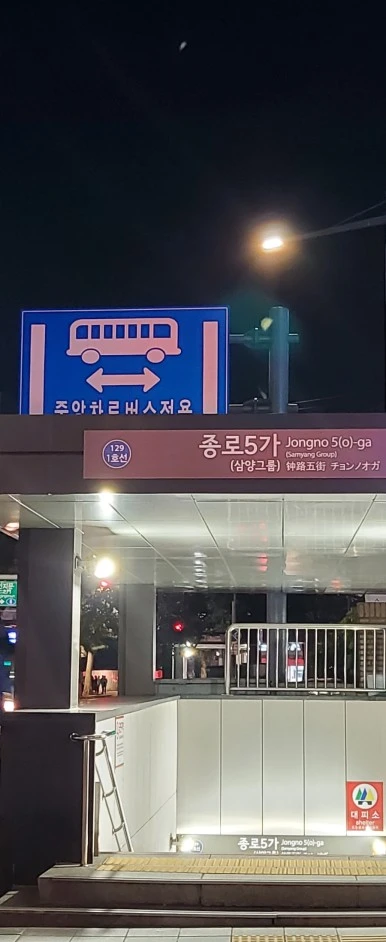 중앙차로버스전용
129
1호선
종로5가 Jongno 5(o)-ga
(Samyang Group)
(삼양그룹) 钟路五街 チョンノオガ
대피소
shelter
종로5가 Jongno 5(o)-ga